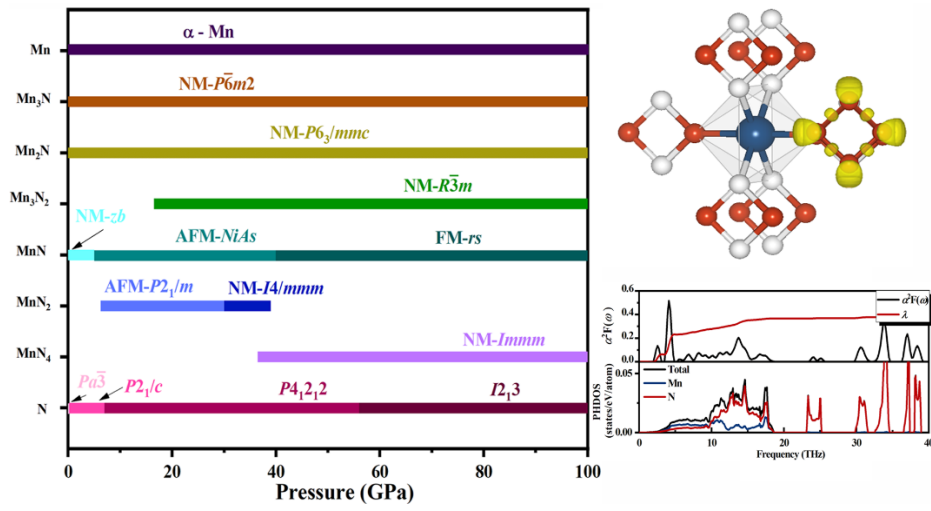 Mn
α - Mn
Mn₃N
NM-P6̅m2
Mn₂N
NM-P6₃/mmc
Mn₃N₂
NM-R3̅m
NM-zb
MnN
AFM-NiAs
FM-rs
MnN₂
AFM-P2₁/m
NM-I4/mmm
MnN₄
NM-Immm
N
Pa3̅
P2₁/c
P4₁2₁2
I2₁3
0 20 40 60 80 100
Pressure (GPa)
0.6
0.4
0.2
0.0
α²F(ω)
α²F(ω)
λ
0.05
0.00
PHDOS
(states/eV/atom)
Total
Mn
N
0 10 20 30 40
Frequency (THz)